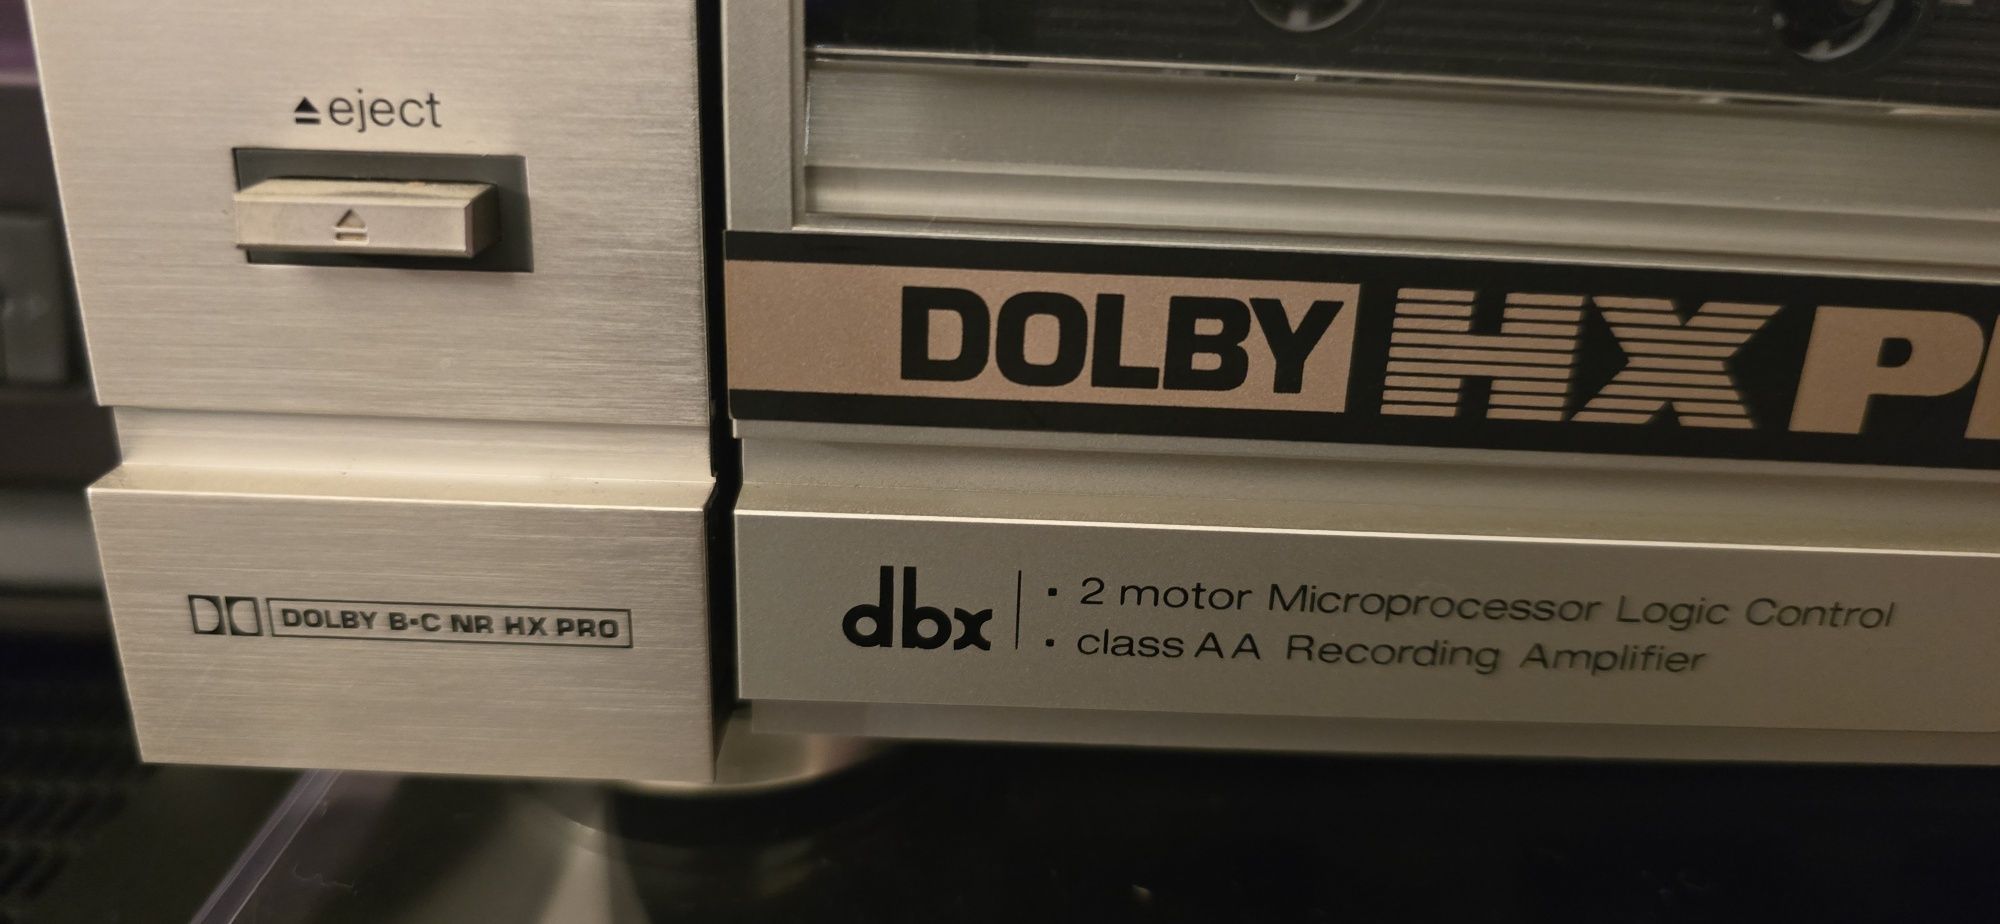 eject
DOLBY HX P
DOLBY B·C NR HX PRO
dbx
· 2 motor Microprocessor Logic Control
· class AA Recording Amplifier